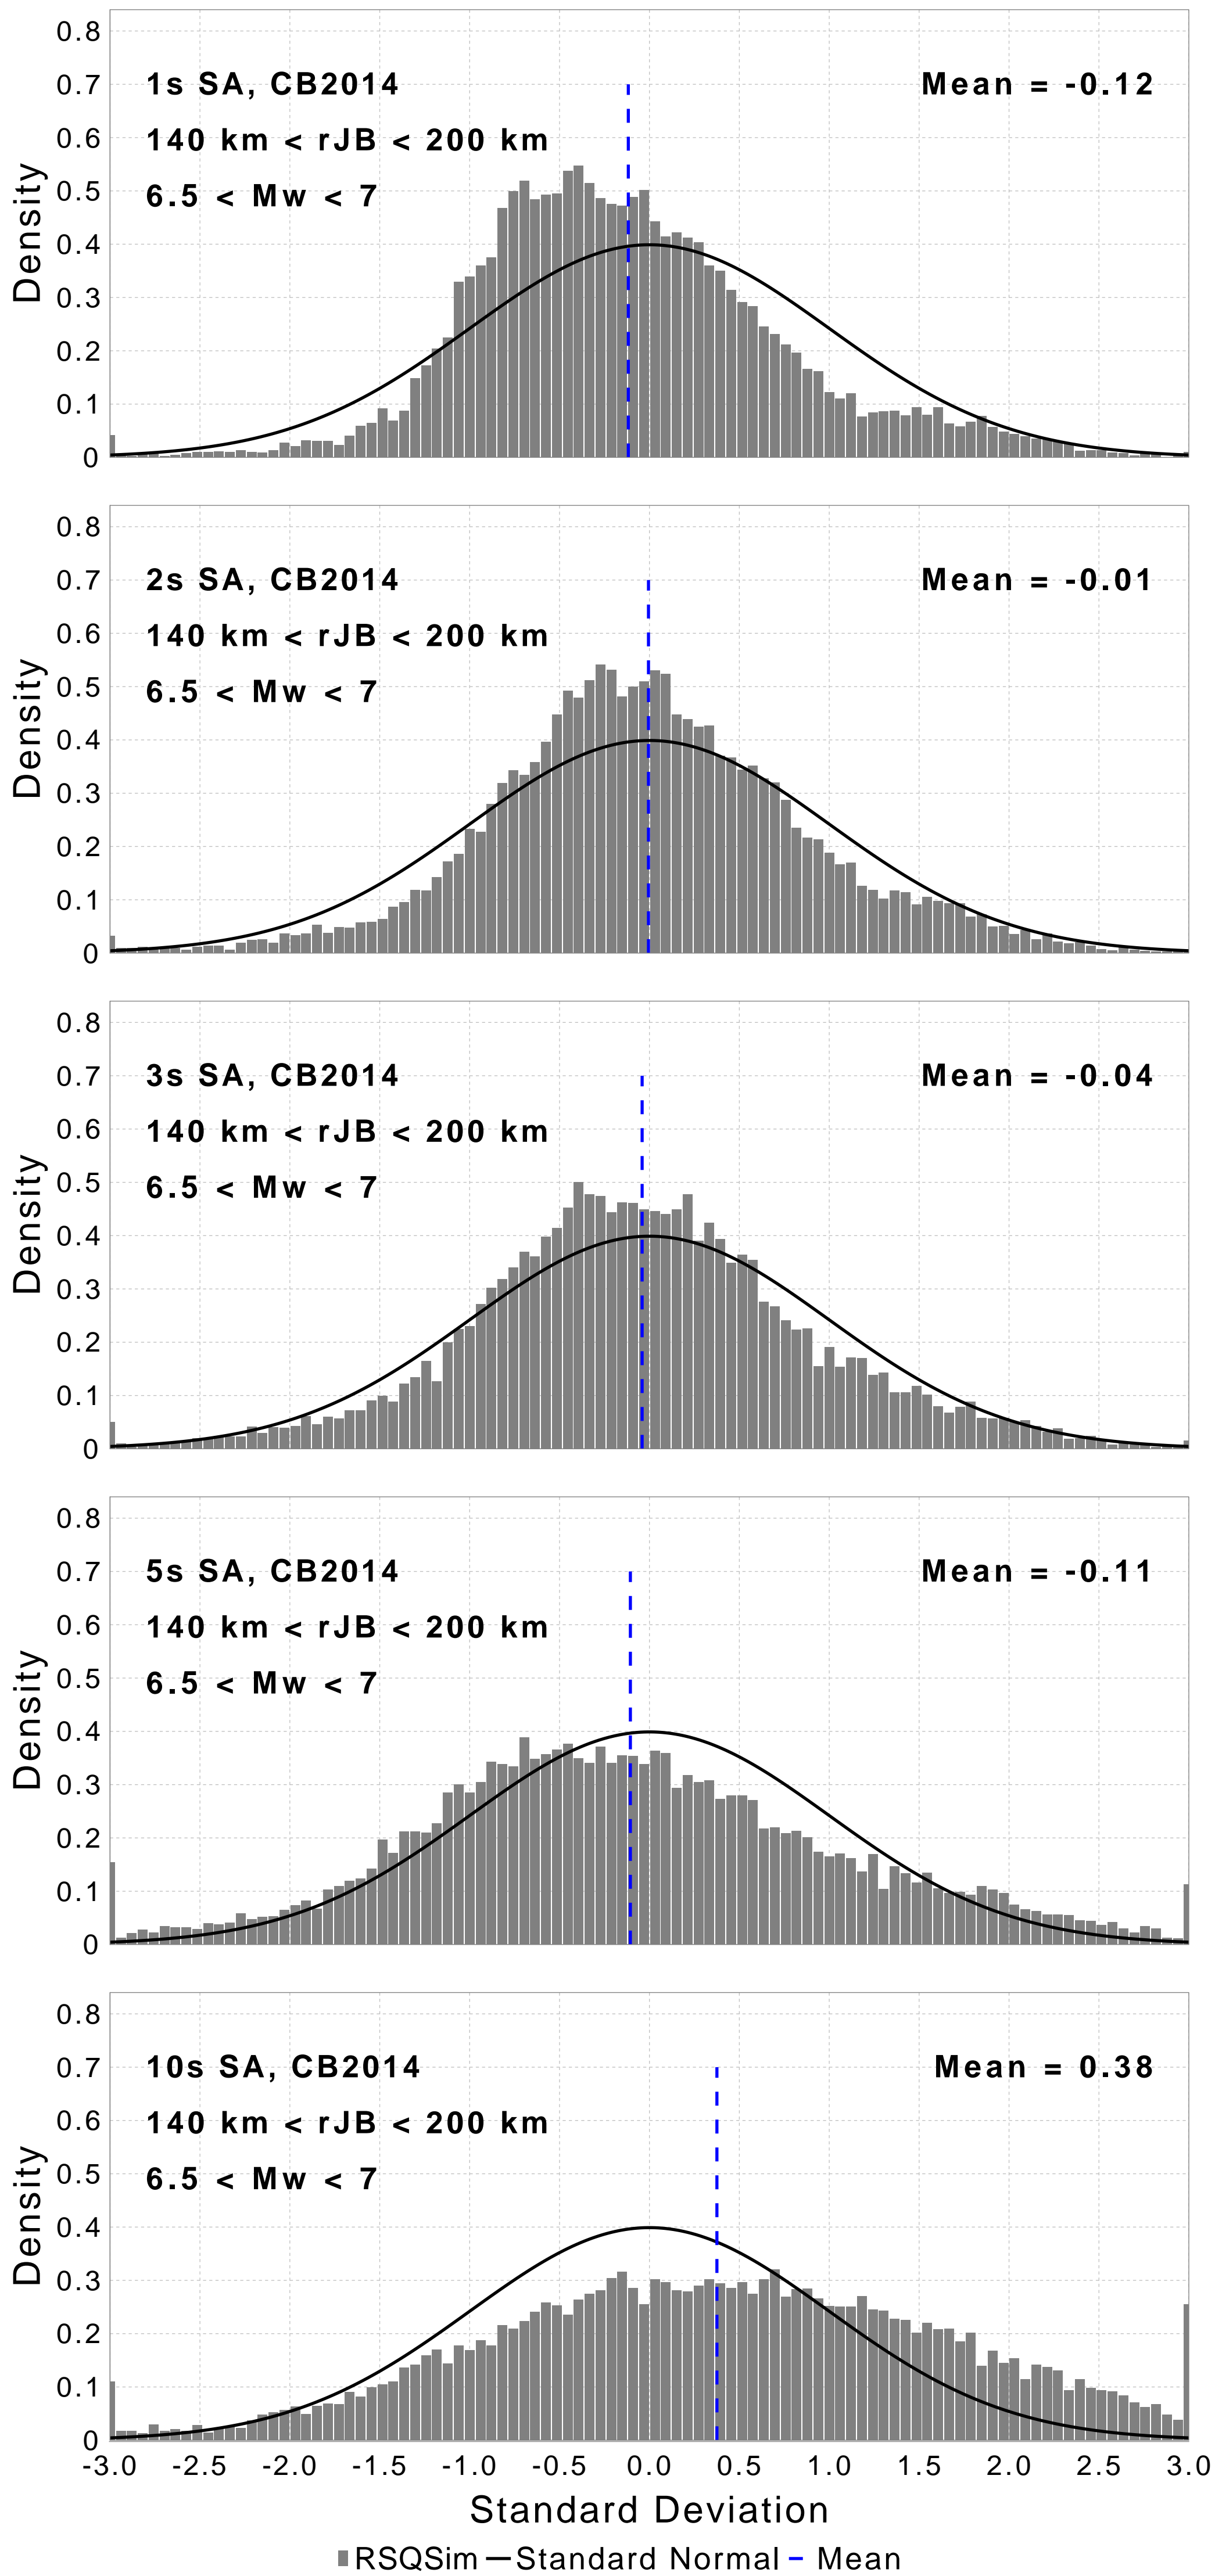 0.8
1s SA, CB2014 Mean = -0.12
0.7
140 km < rJB < 200 km
0.6
6.5 < Mw < 7
0.5
0.4
0.3
0.2
0.1
0
Density
0.8
2s SA, CB2014 Mean = -0.01
0.7
140 km < rJB < 200 km
0.6
6.5 < Mw < 7
0.5
0.4
0.3
0.2
0.1
0
Density
0.8
3s SA, CB2014 Mean = -0.04
0.7
140 km < rJB < 200 km
0.6
6.5 < Mw < 7
0.5
0.4
0.3
0.2
0.1
0
Density
0.8
5s SA, CB2014 Mean = -0.11
0.7
140 km < rJB < 200 km
0.6
6.5 < Mw < 7
0.5
0.4
0.3
0.2
0.1
0
Density
0.8
10s SA, CB2014 Mean = 0.38
0.7
140 km < rJB < 200 km
0.6
6.5 < Mw < 7
0.5
0.4
0.3
0.2
0.1
0
Density
-3.0 -2.5 -2.0 -1.5 -1.0 -0.5 0.0 0.5 1.0 1.5 2.0 2.5 3.0
Standard Deviation
RSQSim Standard Normal Mean